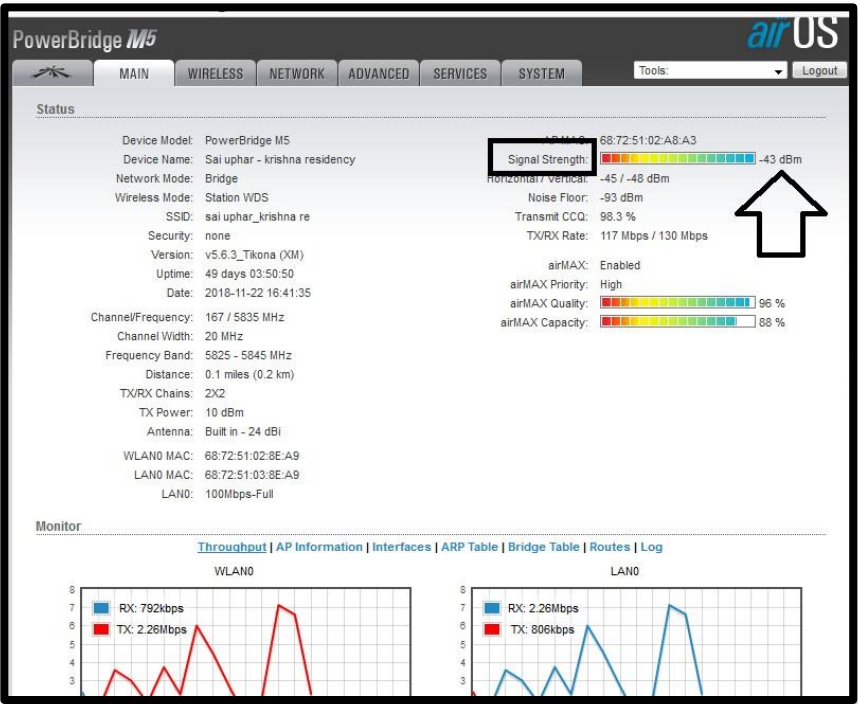 PowerBridge M5
airOS
MAIN WIRELESS NETWORK ADVANCED SERVICES SYSTEM Tools: Logout
Status
Device Model: PowerBridge M5
Device Name: Sai uphar - krishna residency
Network Mode: Bridge
Wireless Mode: Station WDS
SSID: sai uphar_krishna re
Security: none
Version: v5.6.3_Tikona (XM)
Uptime: 49 days 03:50:50
Date: 2018-11-22 16:41:35
Channel/Frequency: 167 / 5835 MHz
Channel Width: 20 MHz
Frequency Band: 5825 - 5845 MHz
Distance: 0.1 miles (0.2 km)
TX/RX Chains: 2X2
TX Power: 10 dBm
Antenna: Built in - 24 dBi
WLAN0 MAC: 68:72:51:02:8E:A9
LAN0 MAC: 68:72:51:03:8E:A9
LAN0: 100Mbps-Full
AP MAC: 68:72:51:02:A8:A3
Signal Strength: -43 dBm
Horizontal / Vertical: -45 / -48 dBm
Noise Floor: -93 dBm
Transmit CCQ: 98.3 %
TX/RX Rate: 117 Mbps / 130 Mbps
airMAX: Enabled
airMAX Priority: High
airMAX Quality: 96 %
airMAX Capacity: 88 %
Monitor
Throughput | AP Information | Interfaces | ARP Table | Bridge Table | Routes | Log
WLAN0
8
7
6
5
4
3
RX: 792kbps
TX: 2.26Mbps
LAN0
8
7
6
5
4
3
RX: 2.26Mbps
TX: 806kbps